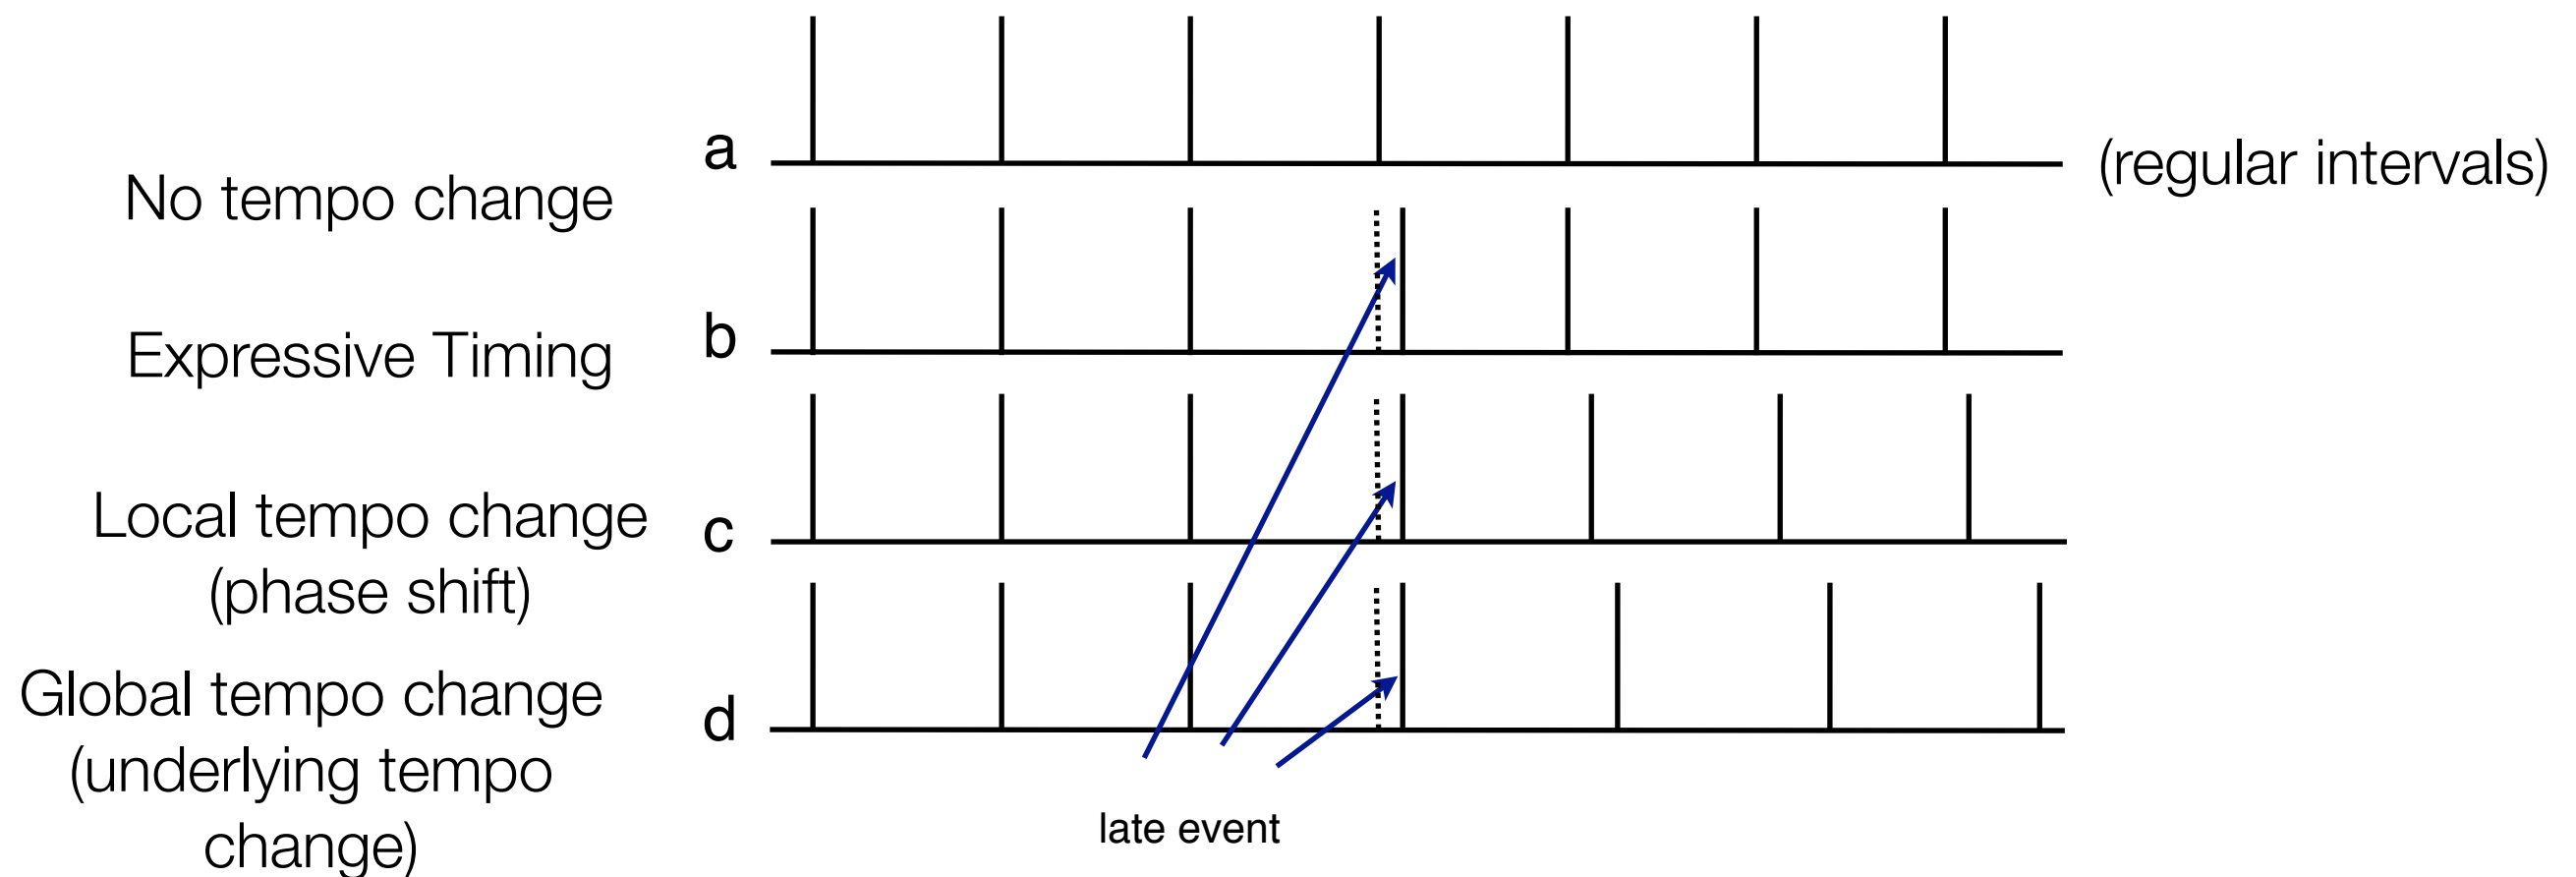 a
(regular intervals)
No tempo change
b
Expressive Timing
c
Local tempo change
(phase shift)
d
Global tempo change
(underlying tempo
change)
late event